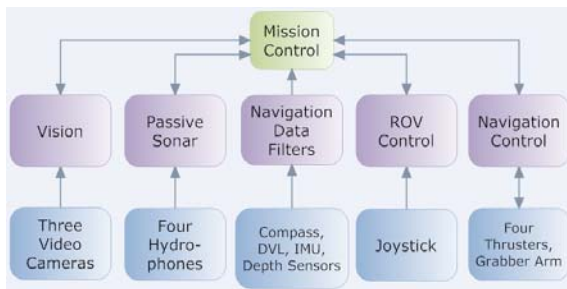 Mission
Control
Vision
Passive
Sonar
Navigation
Data
Filters
ROV
Control
Navigation
Control
Three
Video
Cameras
Four
Hydro-
phones
Compass,
DVL, IMU,
Depth Sensors
Joystick
Four
Thrusters,
Grabber Arm